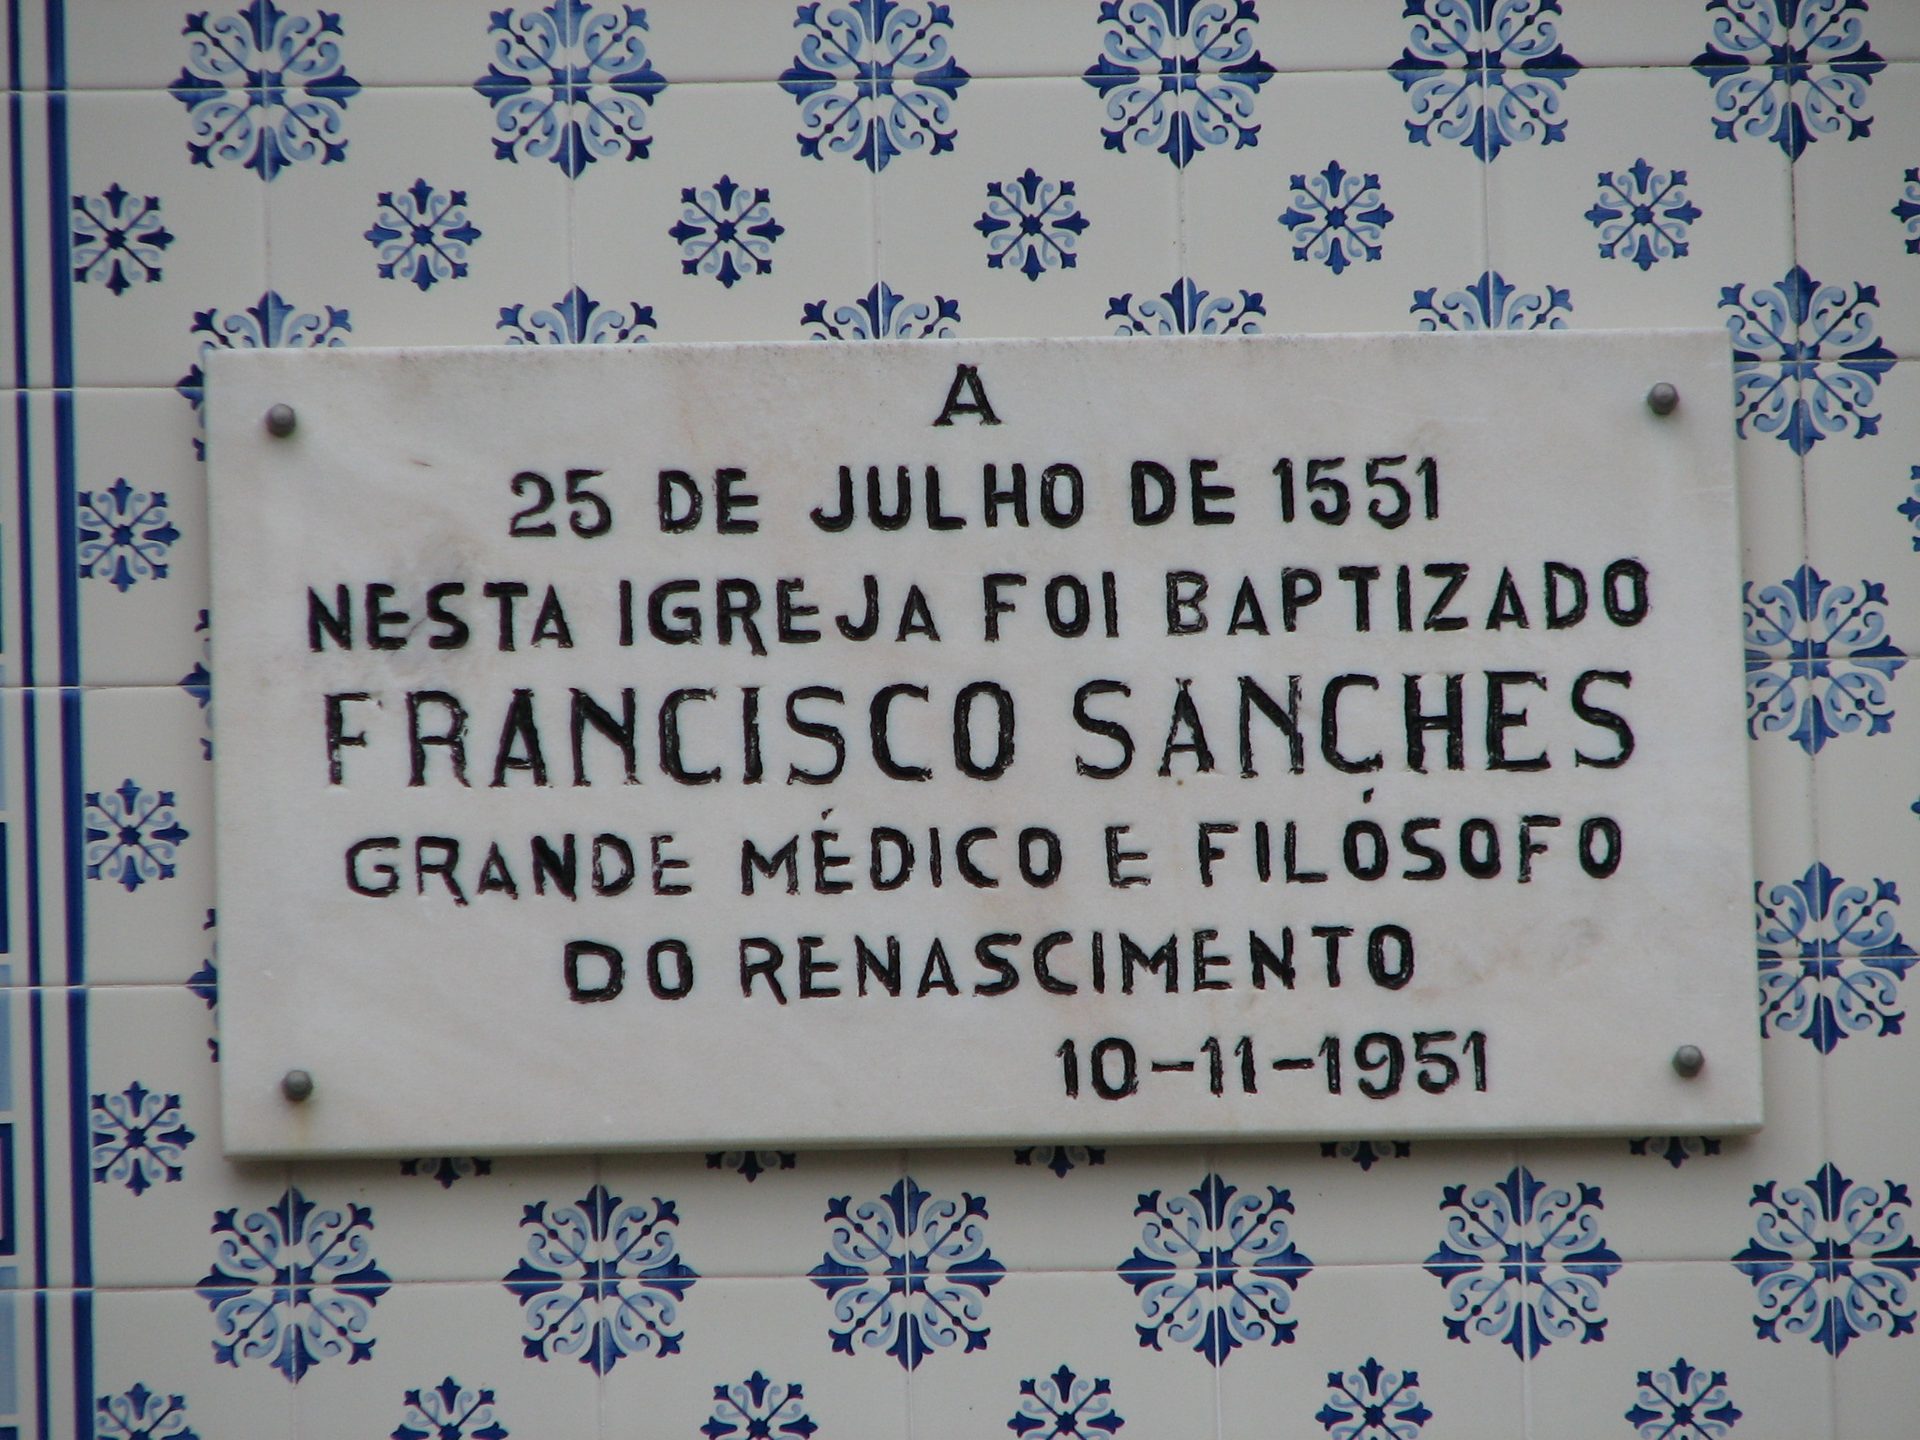 A
25 DE JULHO DE 1551
NESTA IGREJA FOI BAPTIZADO
FRANCISCO SANCHES
GRANDE MÉDICO E FILÓSOFO
DO RENASCIMENTO
10-11-1951